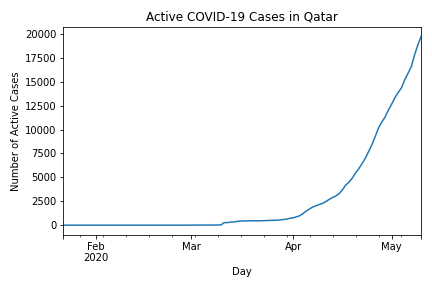 Active COVID-19 Cases in Qatar
20000
17500
15000
12500
10000
7500
5000
2500
0
Number of Active Cases
Feb
2020
Mar
Apr
May
Day